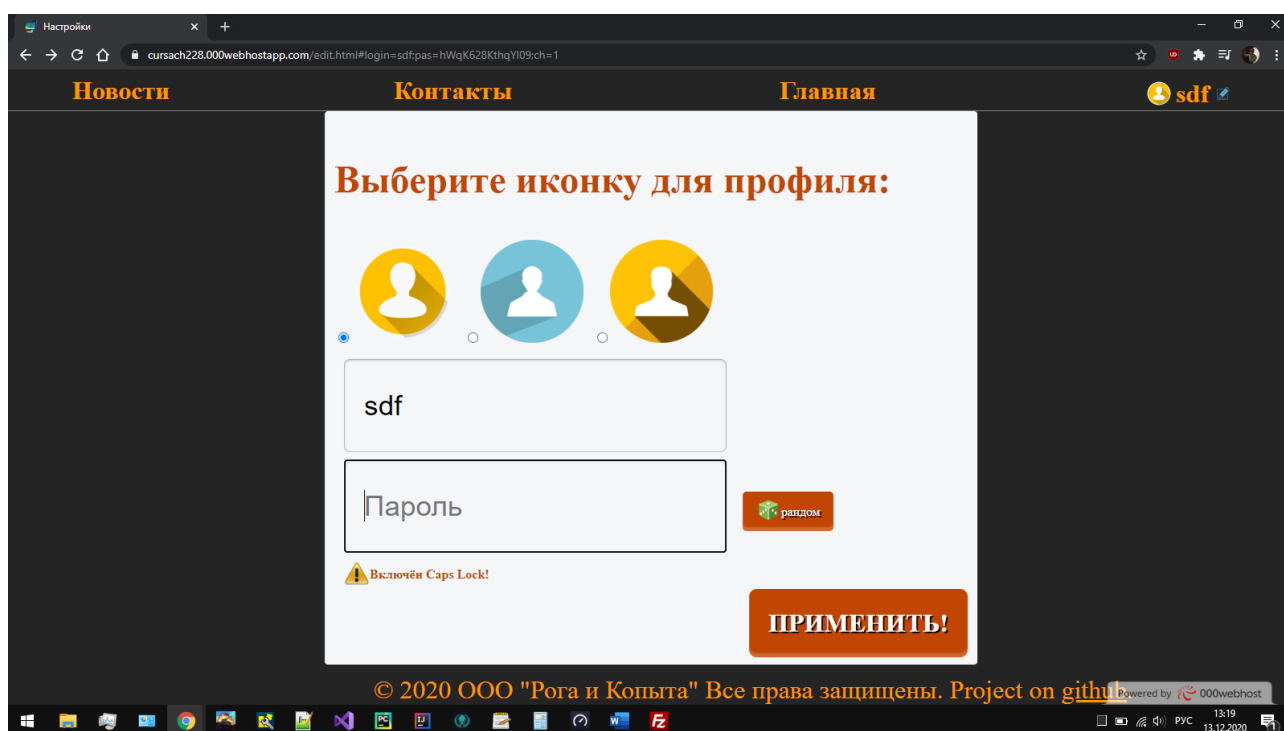 Настройки
cursach228.000webhostapp.com/edit.html#login=sdf;pas=hWqK628KthqYl09;ch=1
Новости Контакты Главная sdf
Выберите иконку для профиля:
sdf
Пароль
рандом
Включён Caps Lock!
ПРИМЕНИТЬ!
© 2020 ООО "Рога и Копыта" Все права защищены. Project on github
Powered by 000webhost
РУС
13:19
13.12.2020